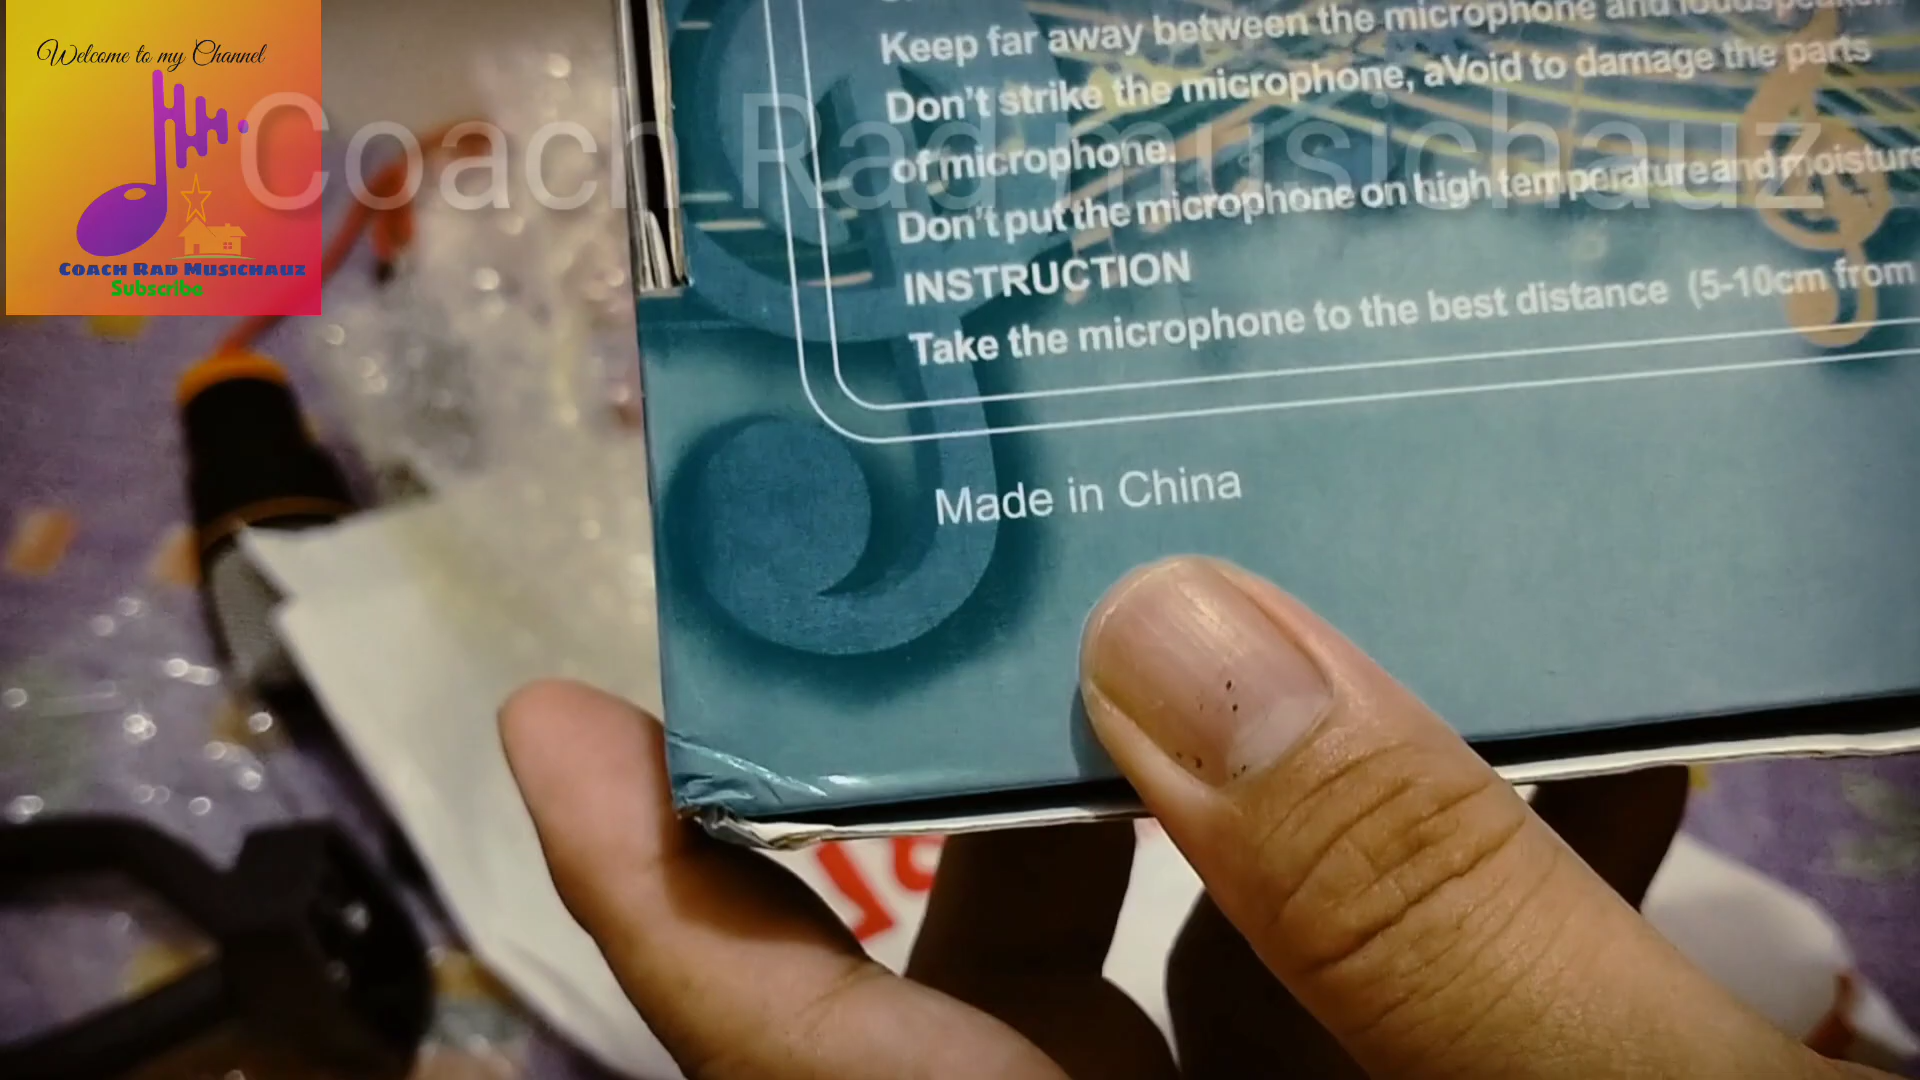 Welcome to my Channel
COACH RAD MUSICHAUZ
Subscribe
Coach Rad musichauz
Keep far away between the microphone and loudspeaker.
Don't strike the microphone, aVoid to damage the parts
of microphone.
Don't put the microphone on high temperature and moisture
INSTRUCTION
Take the microphone to the best distance (5-10cm from
Made in China